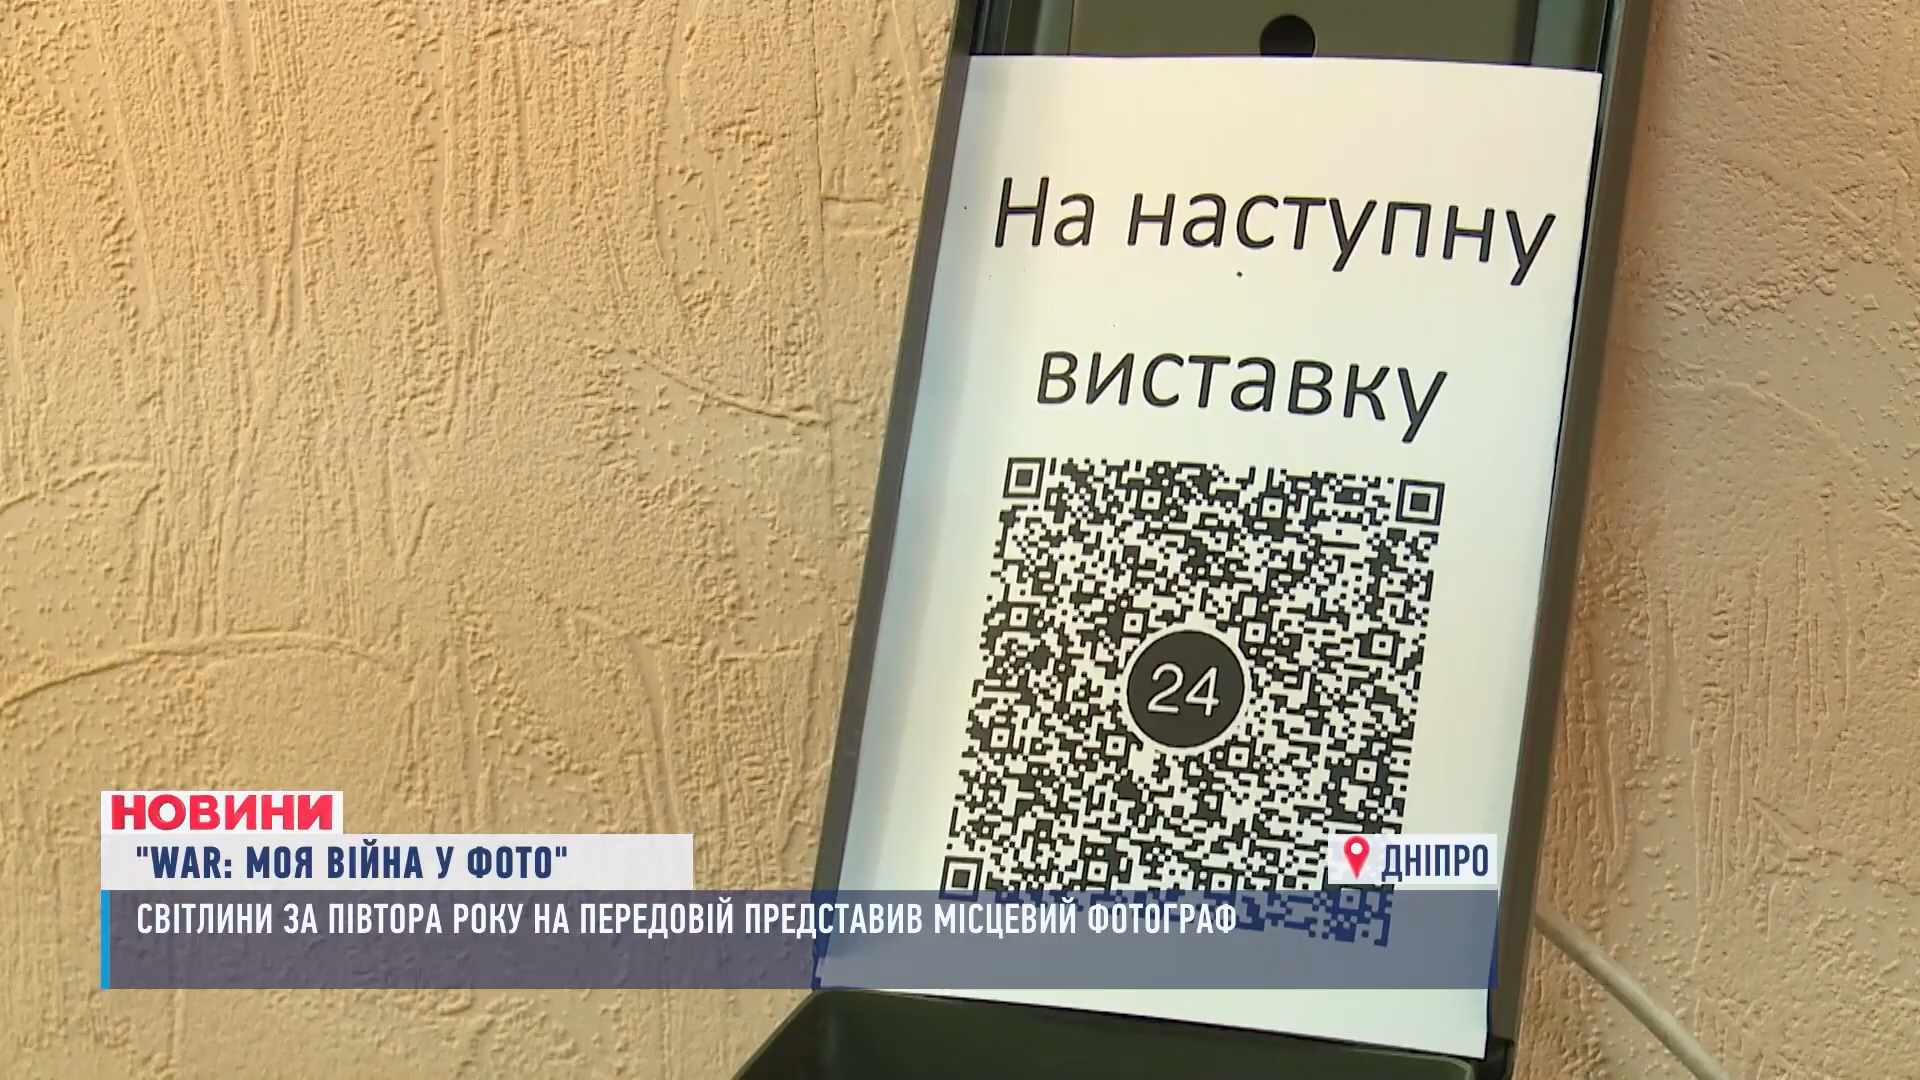 На наступну
виставку
24
НОВИНИ
"WAR: МОЯ ВІЙНА У ФОТО"
ДНІПРО
СВІТЛИНИ ЗА ПІВТОРА РОКУ НА ПЕРЕДОВІЙ ПРЕДСТАВИВ МІСЦЕВИЙ ФОТОГРАФ